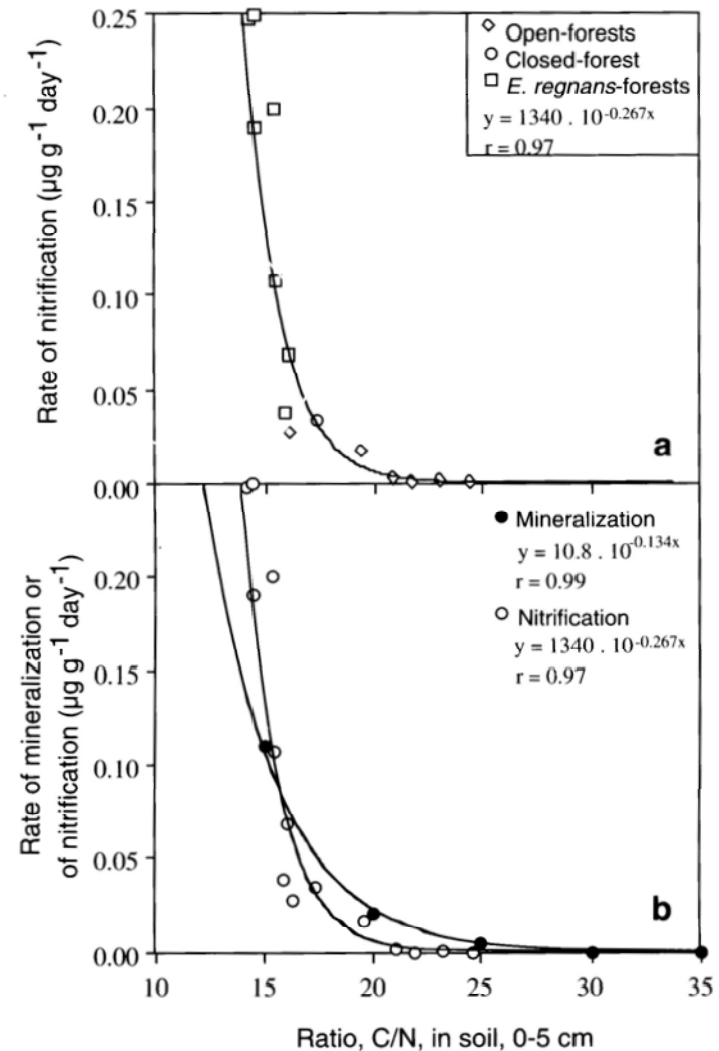 0.25
0.20
0.15
0.10
0.05
0.00
Rate of nitrification (µg g⁻¹ day⁻¹)
Open-forests
Closed-forest
E. regnans-forests
y = 1340 . 10^-0.267x
r = 0.97
a
0.20
0.15
0.10
0.05
0.00
Rate of mineralization or
of nitrification (µg g⁻¹ day⁻¹)
Mineralization
y = 10.8 . 10^-0.134x
r = 0.99
Nitrification
y = 1340 . 10^-0.267x
r = 0.97
b
10 15 20 25 30 35
Ratio, C/N, in soil, 0-5 cm